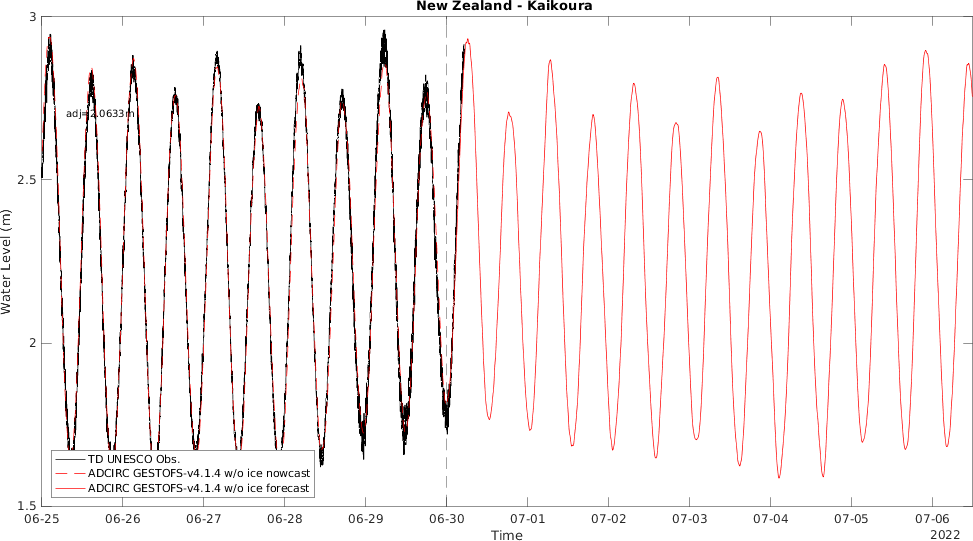 New Zealand - Kaikoura
3
2.5
2
1.5
Water Level (m)
adj=2.0633m
TD UNESCO Obs.
ADCIRC GESTOFS-v4.1.4 w/o ice nowcast
ADCIRC GESTOFS-v4.1.4 w/o ice forecast
06-25 06-26 06-27 06-28 06-29 06-30 07-01 07-02 07-03 07-04 07-05 07-06
2022
Time